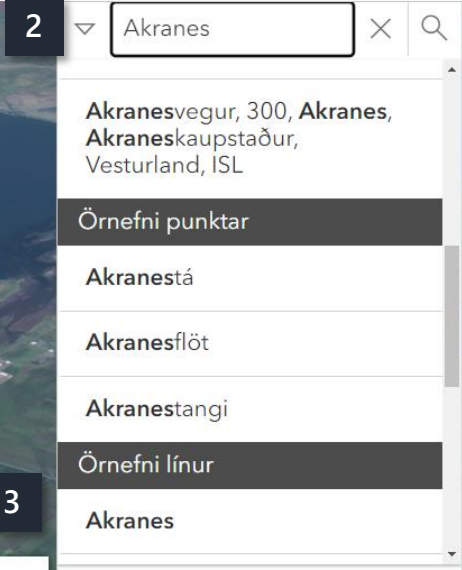 2
Akranes
Akranesvegur, 300, Akranes,
Akraneskaupstaður,
Vesturland, ISL
Örnefni punktar
Akranestá
Akranesflöt
Akranestangi
Örnefni línur
3
Akranes